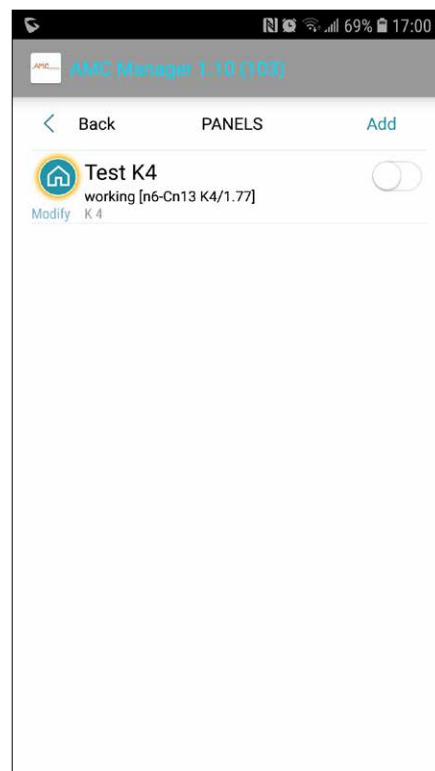 69% 17:00
AMC AMC Manager 1.10 (103)
Back PANELS Add
Test K4
working [n6-Cn13 K4/1.77]
Modify K 4